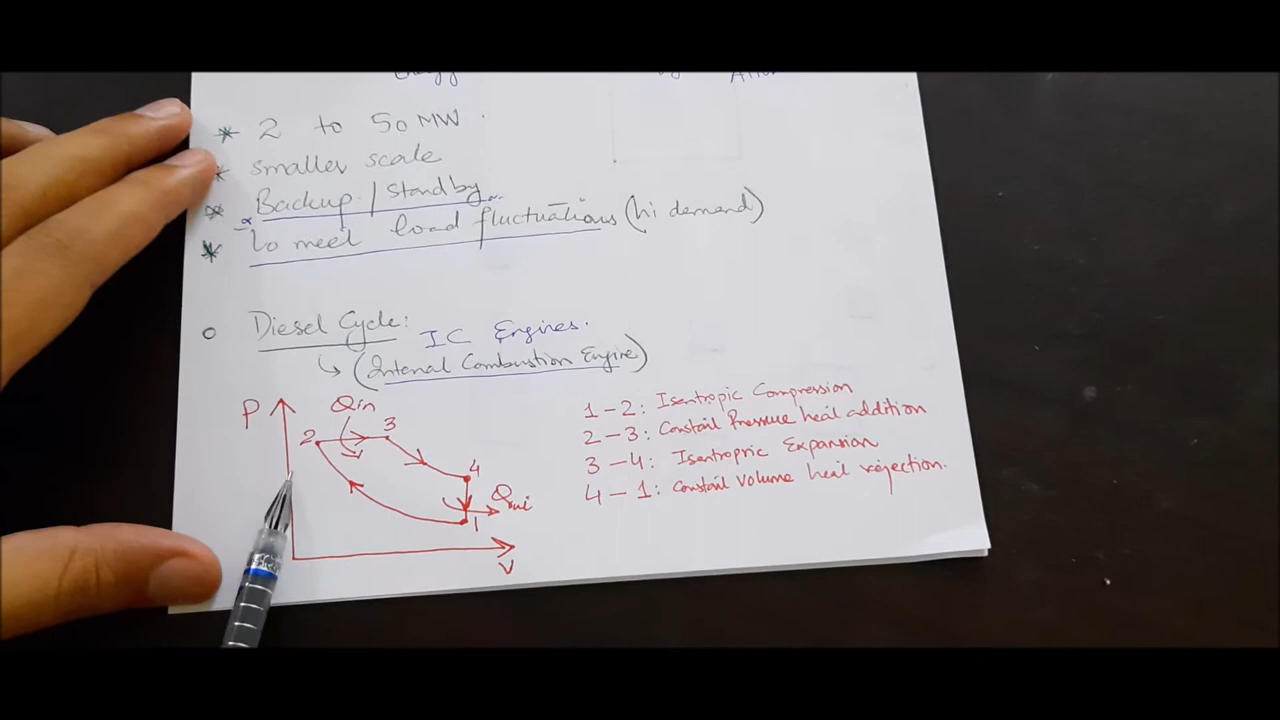 * 2 to 50 MW.
* smaller scale
* Backup / Standby
* To meet load fluctuations (hi demand)
o Diesel Cycle: IC Engines.
(Internal Combustion Engine)
P
Qin
2
3
4
Qout
1
V
1-2: Isentropic Compression
2-3: Constant Pressure heat addition
3-4: Isentropric Expansion
4-1: Constant volume heat rejection.